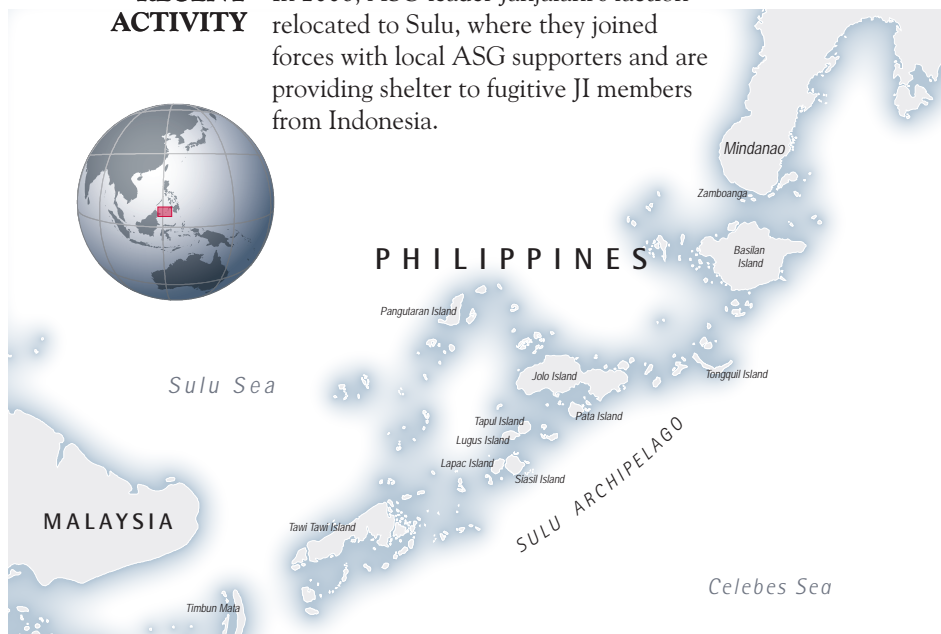 ACTIVITY
relocated to Sulu, where they joined
forces with local ASG supporters and are
providing shelter to fugitive JI members
from Indonesia.
Mindanao
Zamboanga
PHILIPPINES
Basilan
Island
Pangutaran Island
Sulu Sea
Jolo Island
Tongquil Island
Tapul Island
Pata Island
Lugus Island
Lapac Island
Siasil Island
SULU ARCHIPELAGO
MALAYSIA
Tawi Tawi Island
Celebes Sea
Timbun Mata